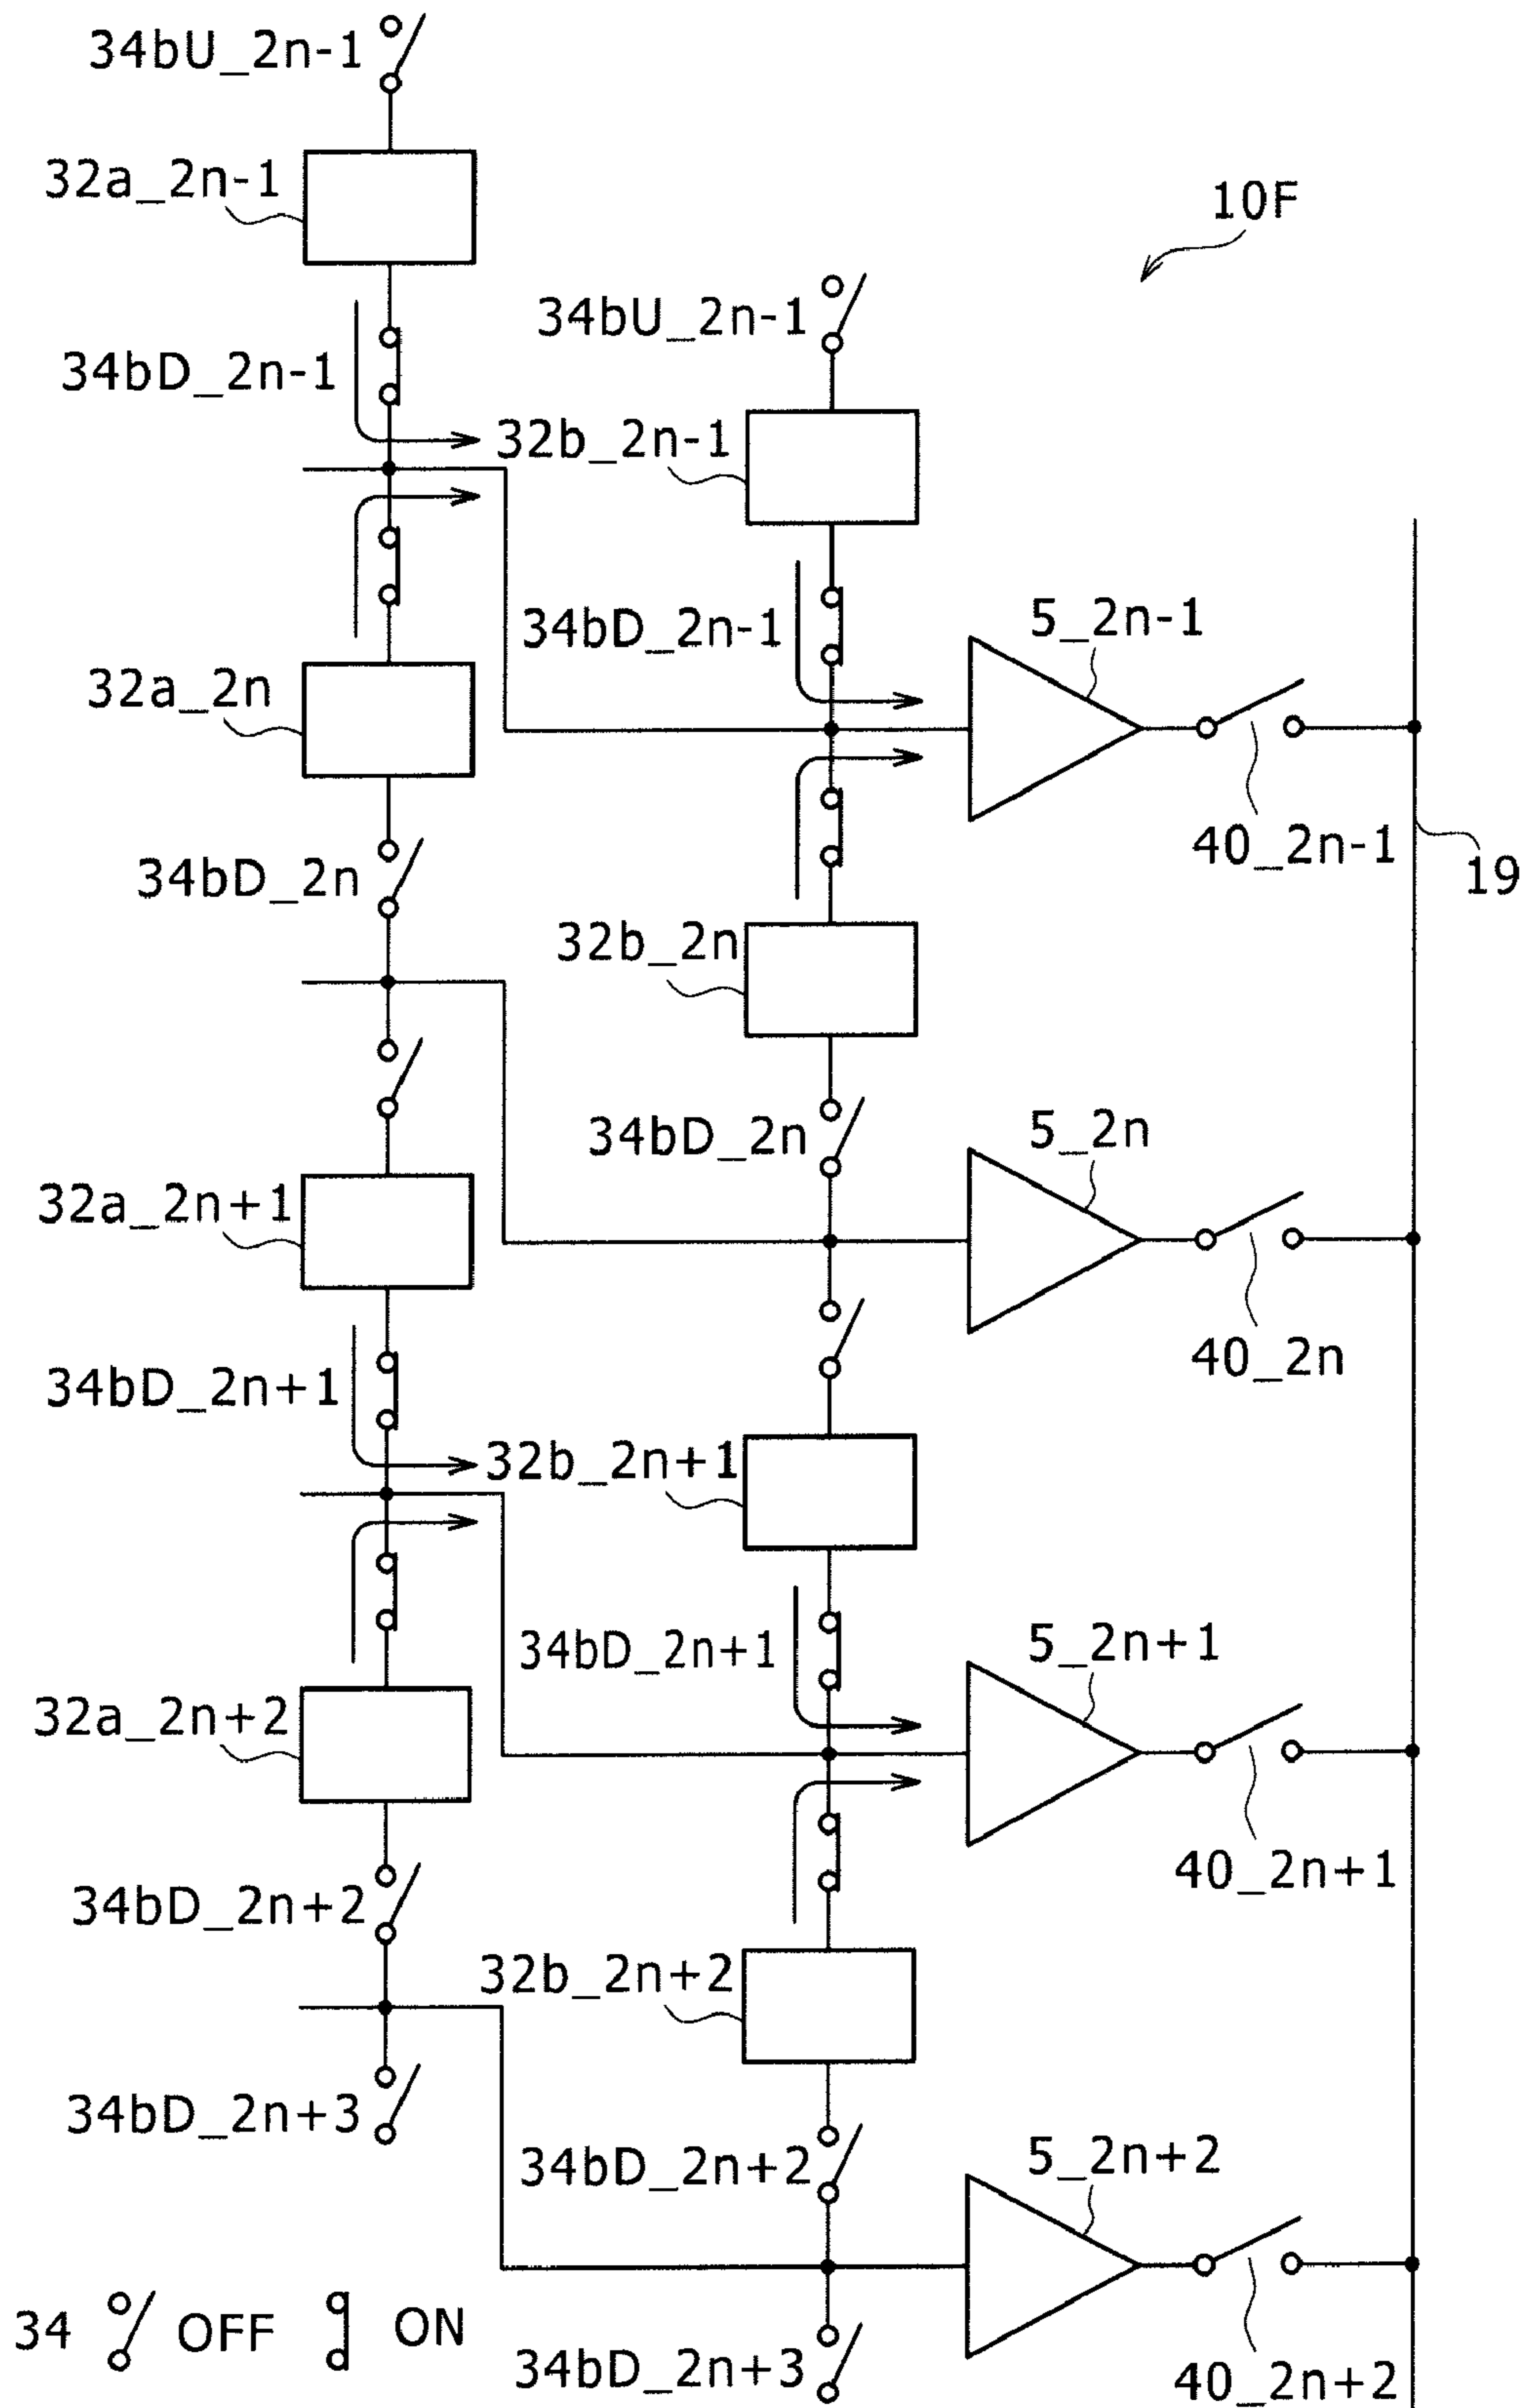 34bU_2n-1
32a_2n-1
10F
34bU_2n-1
34bD_2n-1
32b_2n-1
34bD_2n-1
5_2n-1
32a_2n
40_2n-1
19
34bD_2n
32b_2n
34bD_2n
5_2n
32a_2n+1
40_2n
34bD_2n+1
32b_2n+1
34bD_2n+1
5_2n+1
32a_2n+2
40_2n+1
34bD_2n+2
32b_2n+2
34bD_2n+3
34bD_2n+2
5_2n+2
34 OFF ON
34bD_2n+3
40_2n+2